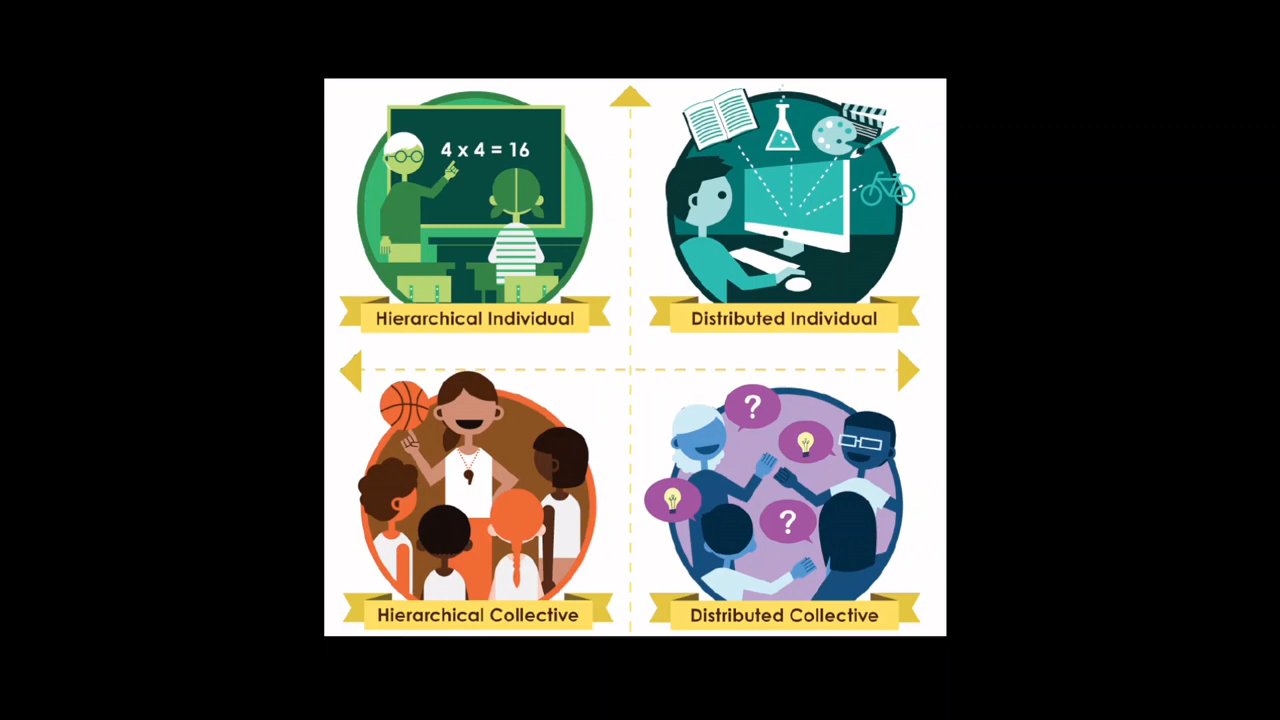 4 x 4 = 16
Hierarchical Individual
Distributed Individual
?
?
Hierarchical Collective
Distributed Collective